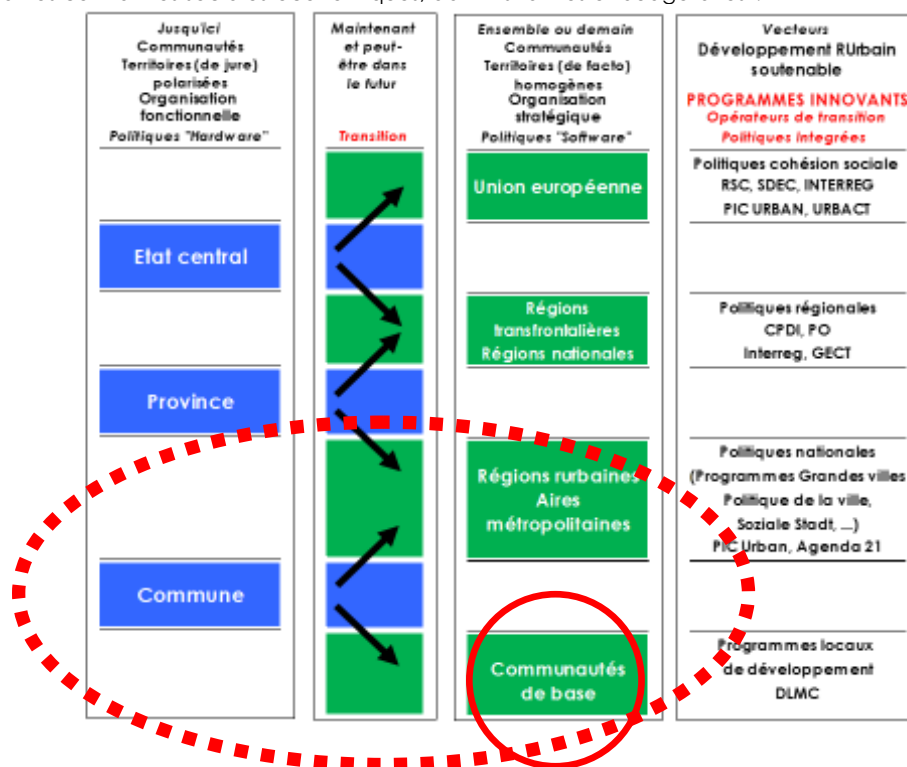 Jusqu'ici
Communautés
Territoires (de jure)
polarisées
Organisation
fonctionnelle
Politiques "Hardware"
Etat central
Province
Commune
Maintenant
et peut-
être dans
le futur
Transition
Ensemble ou demain
Communautés
Territoires (de facto)
homogènes
Organisation
stratégique
Politiques "Software"
Union européenne
Régions
transfrontalières
Régions nationales
Régions rurbaines
Aires
métropolitaines
Communautés
de base
Vecteurs
Développement RUrbain
soutenable
PROGRAMMES INNOVANTS
Opérateurs de transition
Politiques intégrées
Politiques cohésion sociale
RSC, SDEC, INTERREG
PIC URBAN, URBACT
Politiques régionales
CPDI, PO
Interreg, GECT
Politiques nationales
(Programmes Grandes villes
Politique de la ville,
Soziale Stadt, ...)
PIC Urban, Agenda 21
Programmes locaux
de développement
DLMC